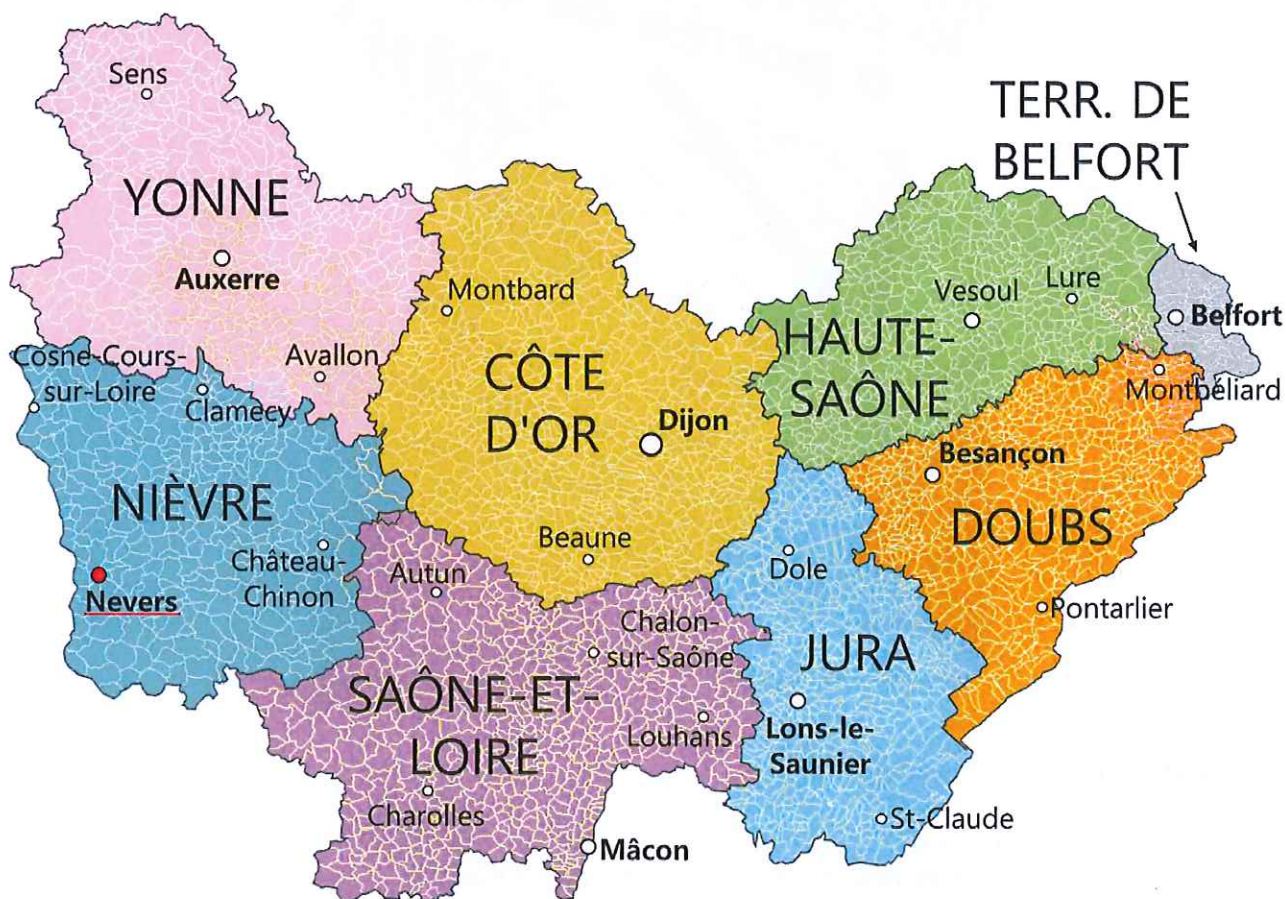 Sens
TERR. DE
BELFORT
YONNE
Auxerre
Montbard
Vesoul
Lure
Belfort
HAUTE-
SAÔNE
Cosne-Cours-
sur-Loire
Clamecy
Avallon
CÔTE
D'OR
Dijon
Montbéliard
Besançon
NIÈVRE
DOUBS
Château-
Chinon
Nevers
Autun
Beaune
Dole
Pontarlier
Chalon-
sur-Saône
JURA
SAÔNE-ET-
LOIRE
Louhans
Lons-le-
Saunier
Charolles
Mâcon
St-Claude